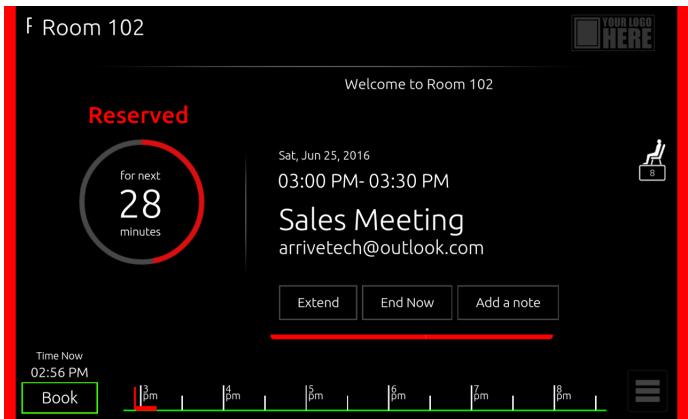 F Room 102
YOUR LOGO
HERE
Welcome to Room 102
Reserved
for next
28
minutes
Sat, Jun 25, 2016
03:00 PM- 03:30 PM
Sales Meeting
arrivetech@outlook.com
8
Extend End Now Add a note
Time Now
02:56 PM
Book
3 pm 4 pm 5 pm 6 pm 7 pm 8 pm